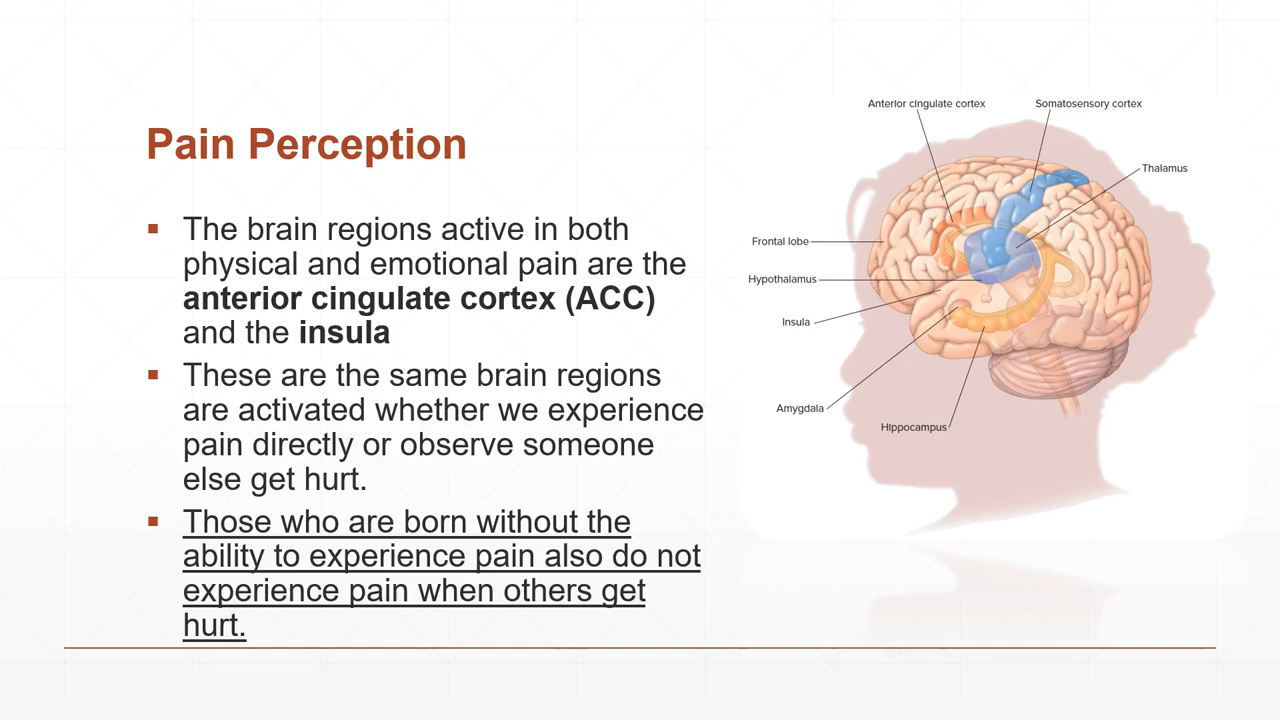 Pain Perception
▪ The brain regions active in both
physical and emotional pain are the
anterior cingulate cortex (ACC)
and the insula
▪ These are the same brain regions
are activated whether we experience
pain directly or observe someone
else get hurt.
▪ Those who are born without the
ability to experience pain also do not
experience pain when others get
hurt.
Anterior cingulate cortex
Somatosensory cortex
Thalamus
Frontal lobe
Hypothalamus
Insula
Amygdala
Hippocampus